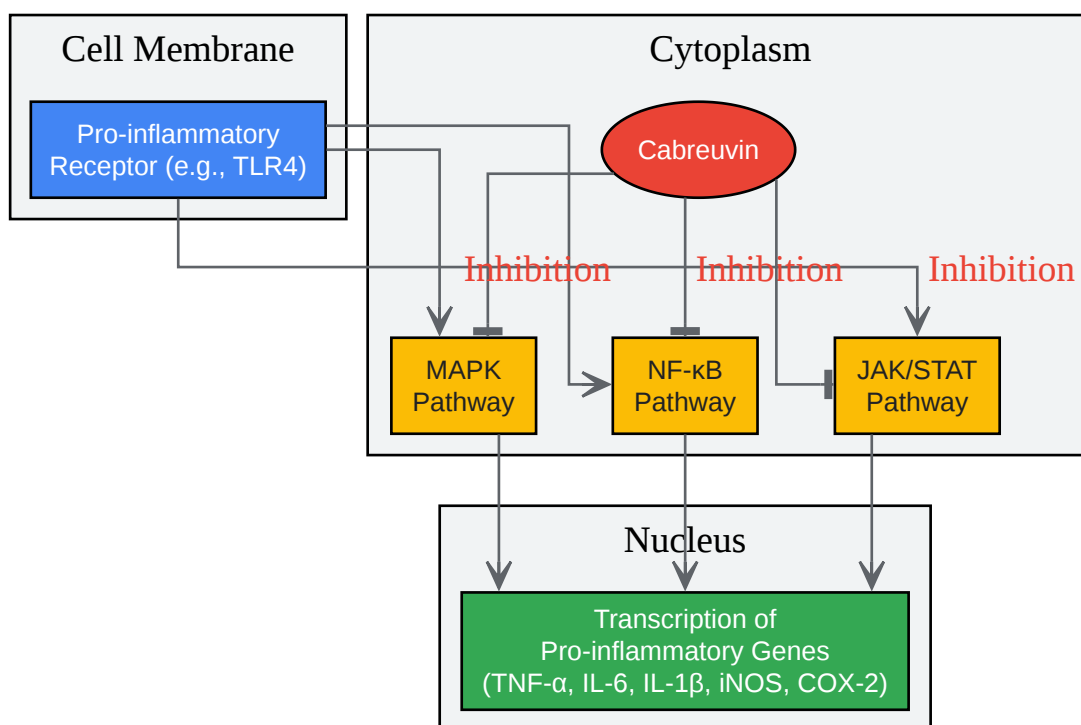 Cell Membrane
Cytoplasm
Pro-inflammatory
Receptor (e.g., TLR4)
Cabreuvin
Inhibition
Inhibition
Inhibition
MAPK
Pathway
NF-κB
Pathway
JAK/STAT
Pathway
Nucleus
Transcription of
Pro-inflammatory Genes
(TNF-α, IL-6, IL-1β, iNOS, COX-2)